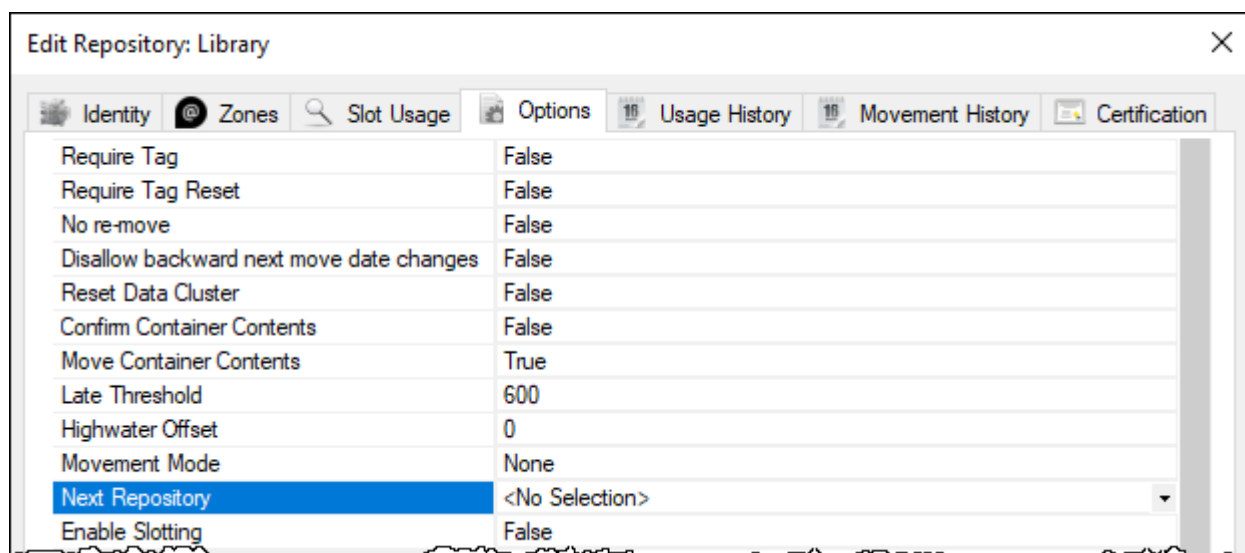 Edit Repository: Library
Identity Zones Slot Usage Options Usage History Movement History Certification
Require Tag False
Require Tag Reset False
No re-move False
Disallow backward next move date changes False
Reset Data Cluster False
Confirm Container Contents False
Move Container Contents True
Late Threshold 600
Highwater Offset 0
Movement Mode None
Next Repository <No Selection>
Enable Slotting False